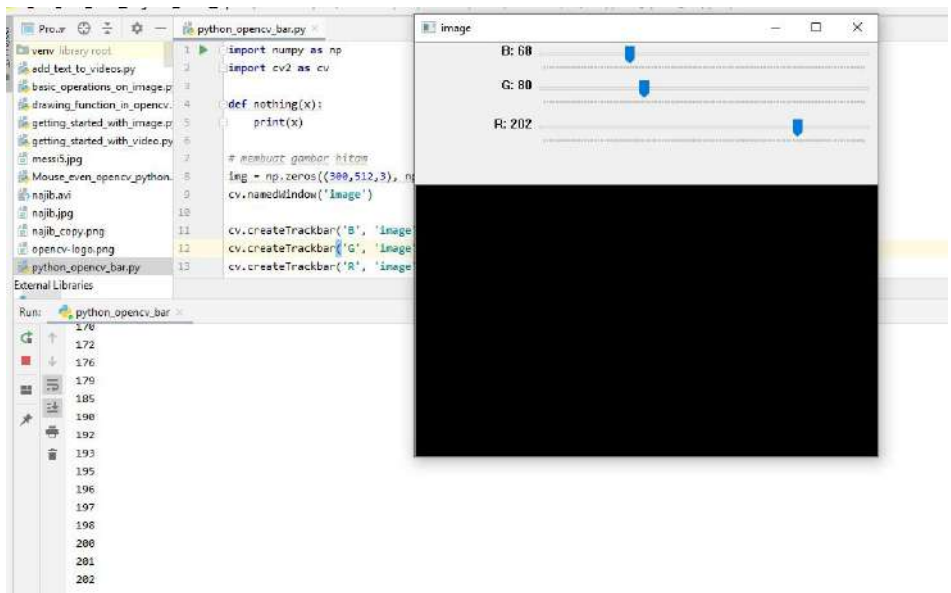 Pro..
python_opencv_bar.py
image
venv library root
add_text_to_videos.py
basic_operations_on_image.p
drawing_function_in_opencv.
getting_started_with_image.p
getting_started_with_video.py
messi5.jpg
Mouse_even_opencv_python.
najib.avi
najib.jpg
najib_copy.png
opencv-logo.png
python_opencv_bar.py
External Libraries
1 import numpy as np
2 import cv2 as cv
3
4 def nothing(x):
5 print(x)
6
7 # membuat gambar hitam
8 img = np.zeros((300,512,3), np
9 cv.namedWindow('image')
10
11 cv.createTrackbar('B', 'image'
12 cv.createTrackbar('G', 'image'
13 cv.createTrackbar('R', 'image'
B: 60
G: 80
R: 202
Run: python_opencv_bar
170
172
176
179
185
190
192
193
195
196
197
198
200
201
202